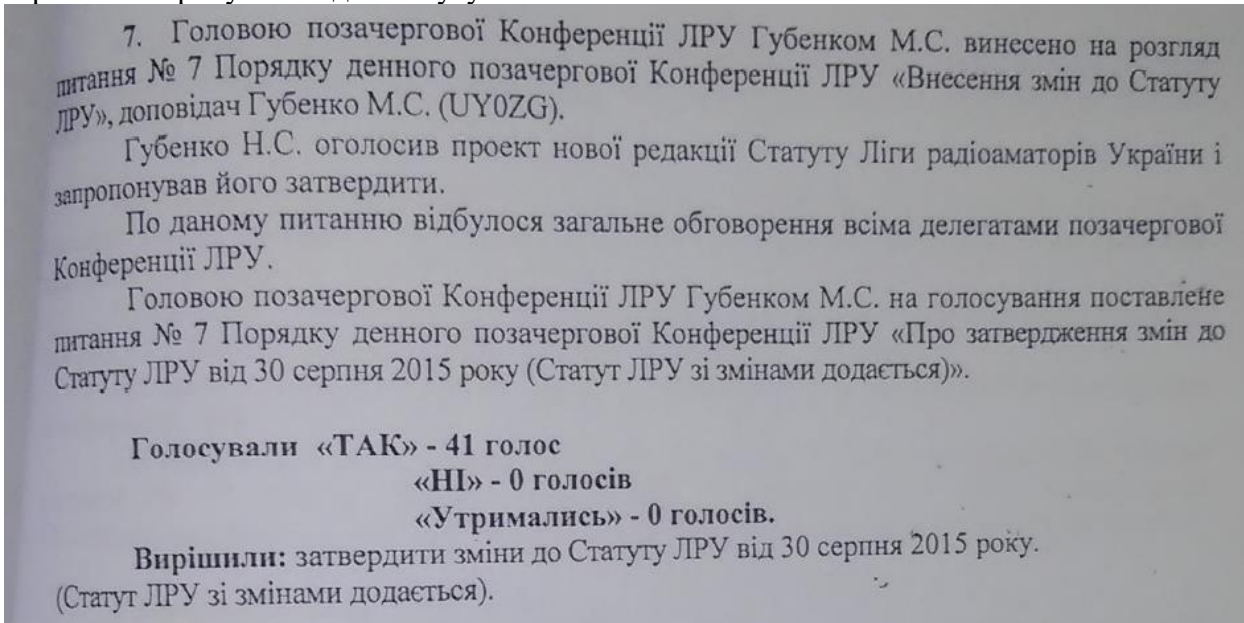 7. Головою позачергової Конференції ЛРУ Губенком М.С. винесено на розгляд
питання № 7 Порядку денного позачергової Конференції ЛРУ «Внесення змін до Статуту
ЛРУ», доповідач Губенко М.С. (UY0ZG).
Губенко Н.С. оголосив проект нової редакції Статуту Ліги радіоаматорів України і
запропонував його затвердити.
По даному питанню відбулося загальне обговорення всіма делегатами позачергової
Конференції ЛРУ.
Головою позачергової Конференції ЛРУ Губенком М.С. на голосування поставлене
питання № 7 Порядку денного позачергової Конференції ЛРУ «Про затвердження змін до
Статуту ЛРУ від 30 серпня 2015 року (Статут ЛРУ зі змінами додається)».
Голосували «ТАК» - 41 голос
«НІ» - 0 голосів
«Утримались» - 0 голосів.
Вирішили: затвердити зміни до Статуту ЛРУ від 30 серпня 2015 року.
(Статут ЛРУ зі змінами додається).